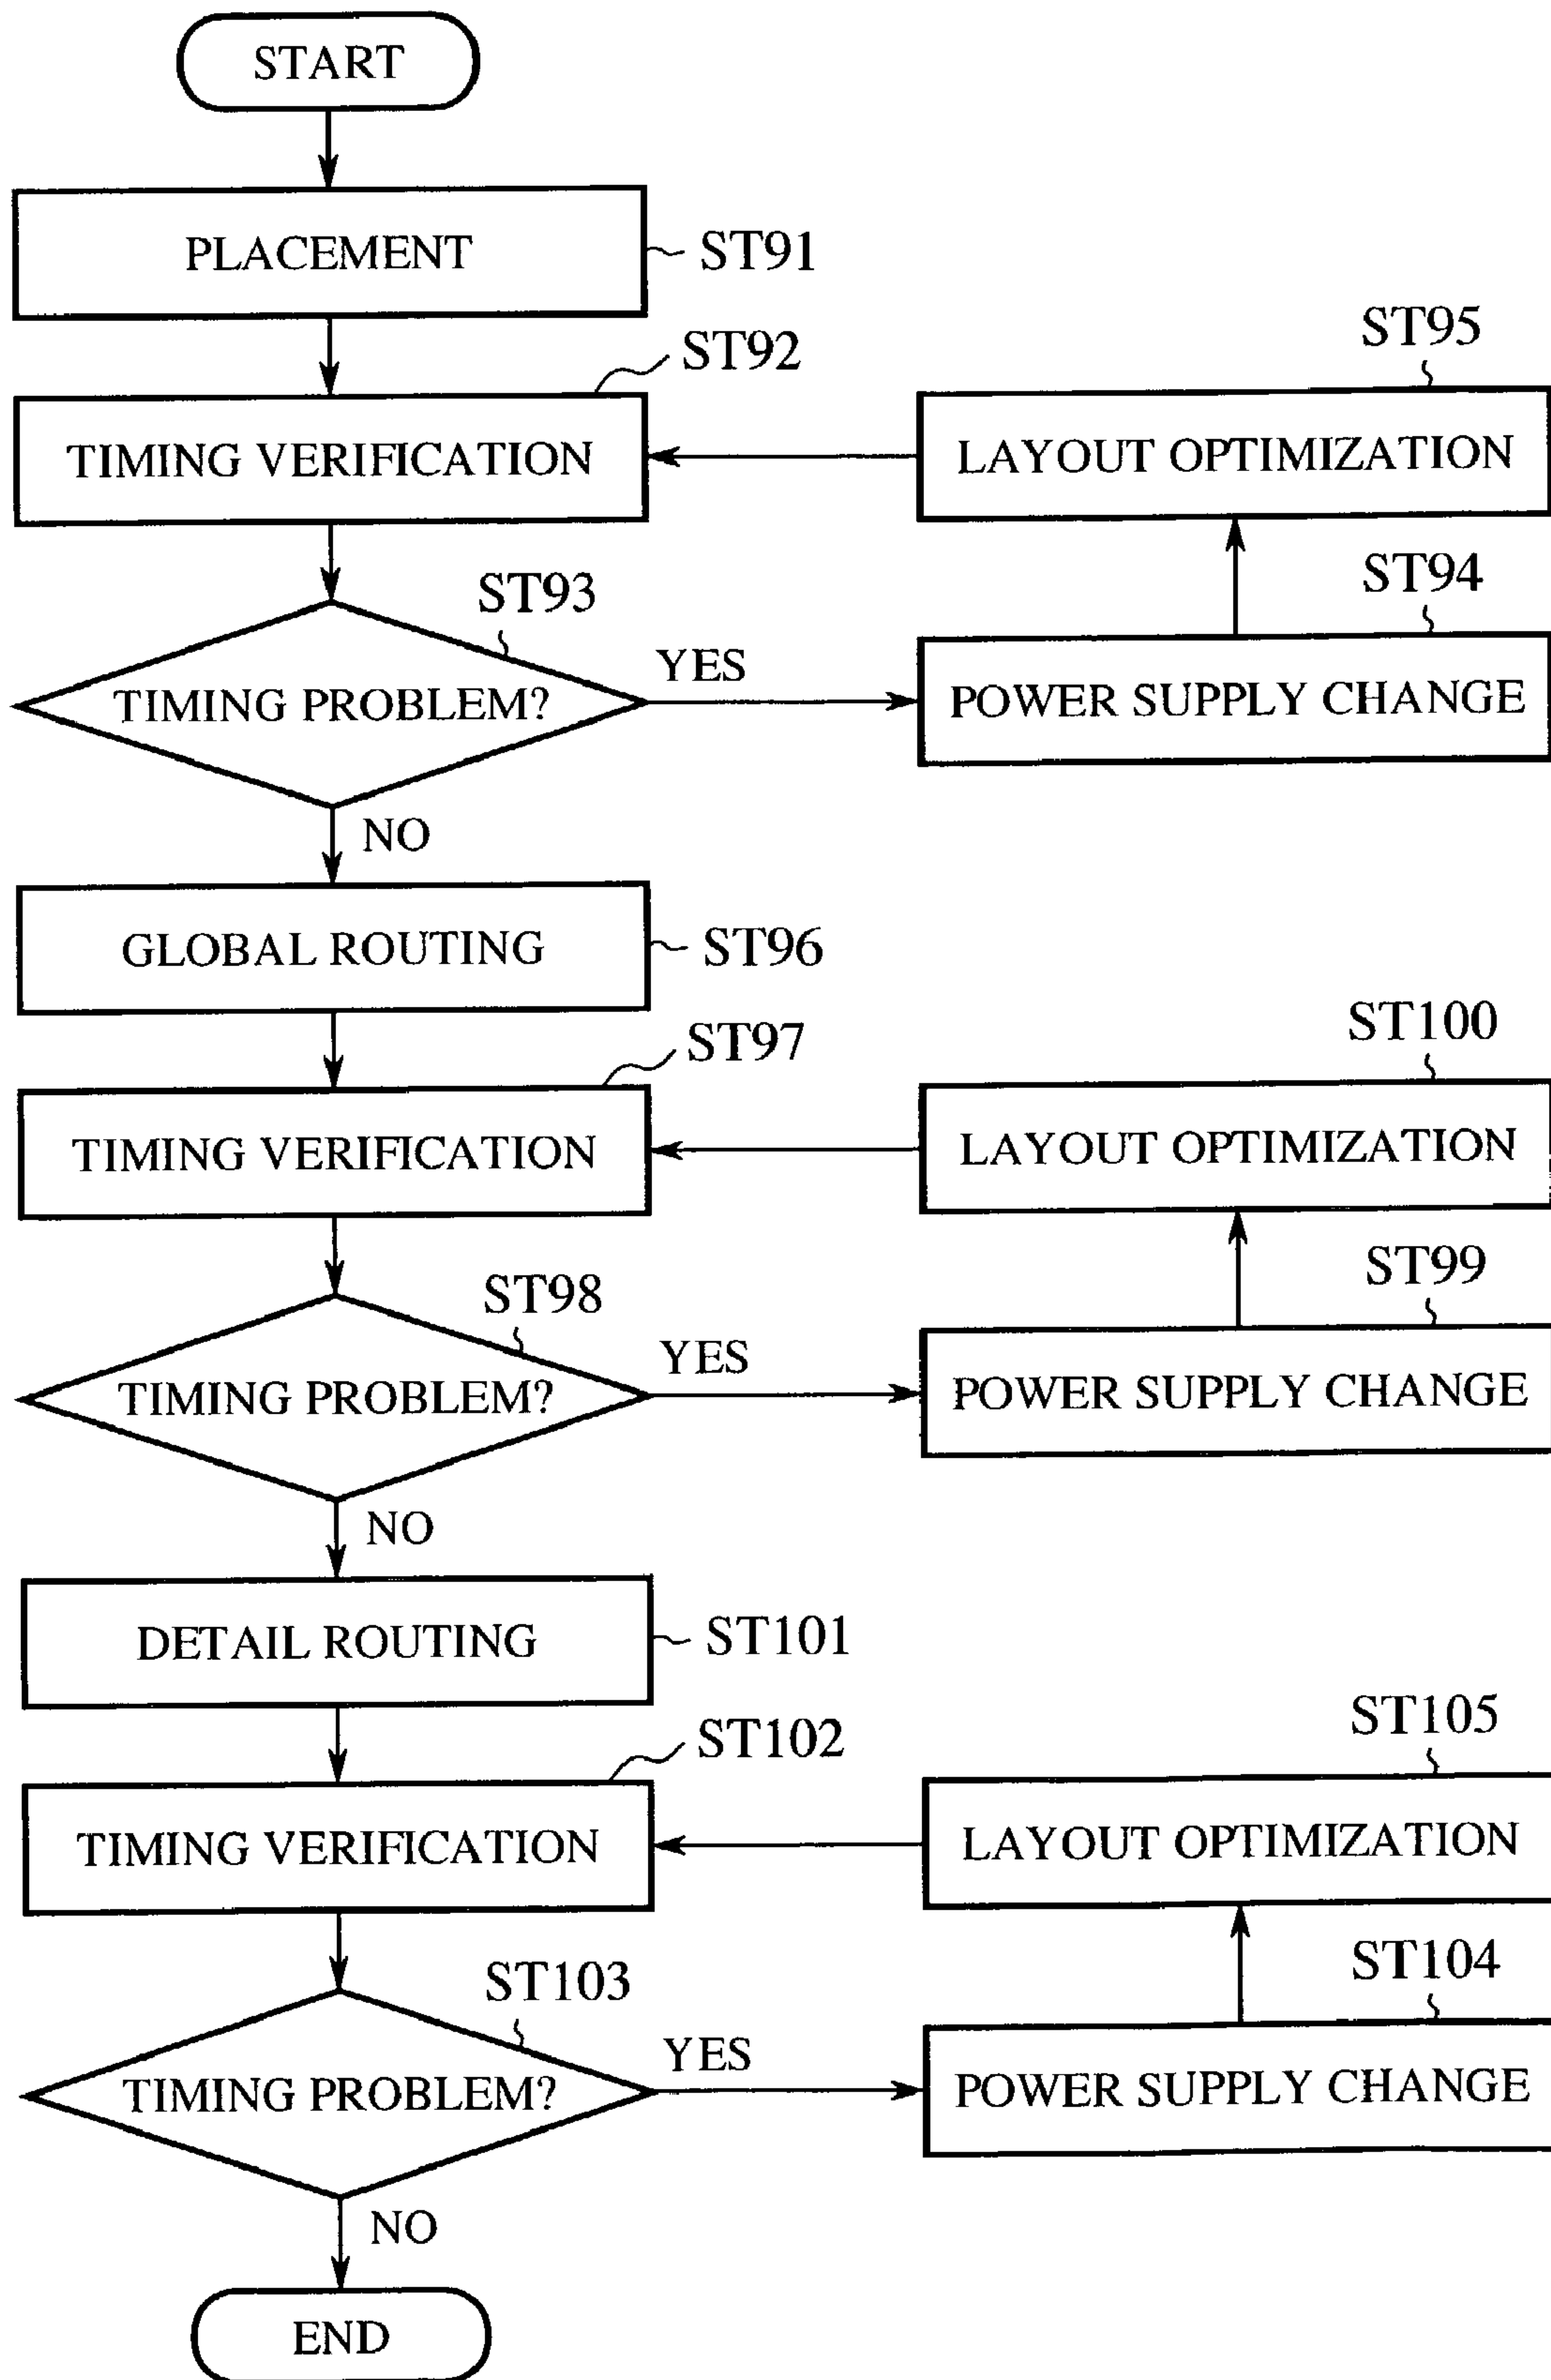 START
PLACEMENT
ST91
ST92
ST95
TIMING VERIFICATION
LAYOUT OPTIMIZATION
ST93
ST94
YES
TIMING PROBLEM?
POWER SUPPLY CHANGE
NO
GLOBAL ROUTING
ST96
ST97
ST100
TIMING VERIFICATION
LAYOUT OPTIMIZATION
ST98
ST99
YES
TIMING PROBLEM?
POWER SUPPLY CHANGE
NO
DETAIL ROUTING
ST101
ST102
ST105
TIMING VERIFICATION
LAYOUT OPTIMIZATION
ST103
ST104
YES
TIMING PROBLEM?
POWER SUPPLY CHANGE
NO
END